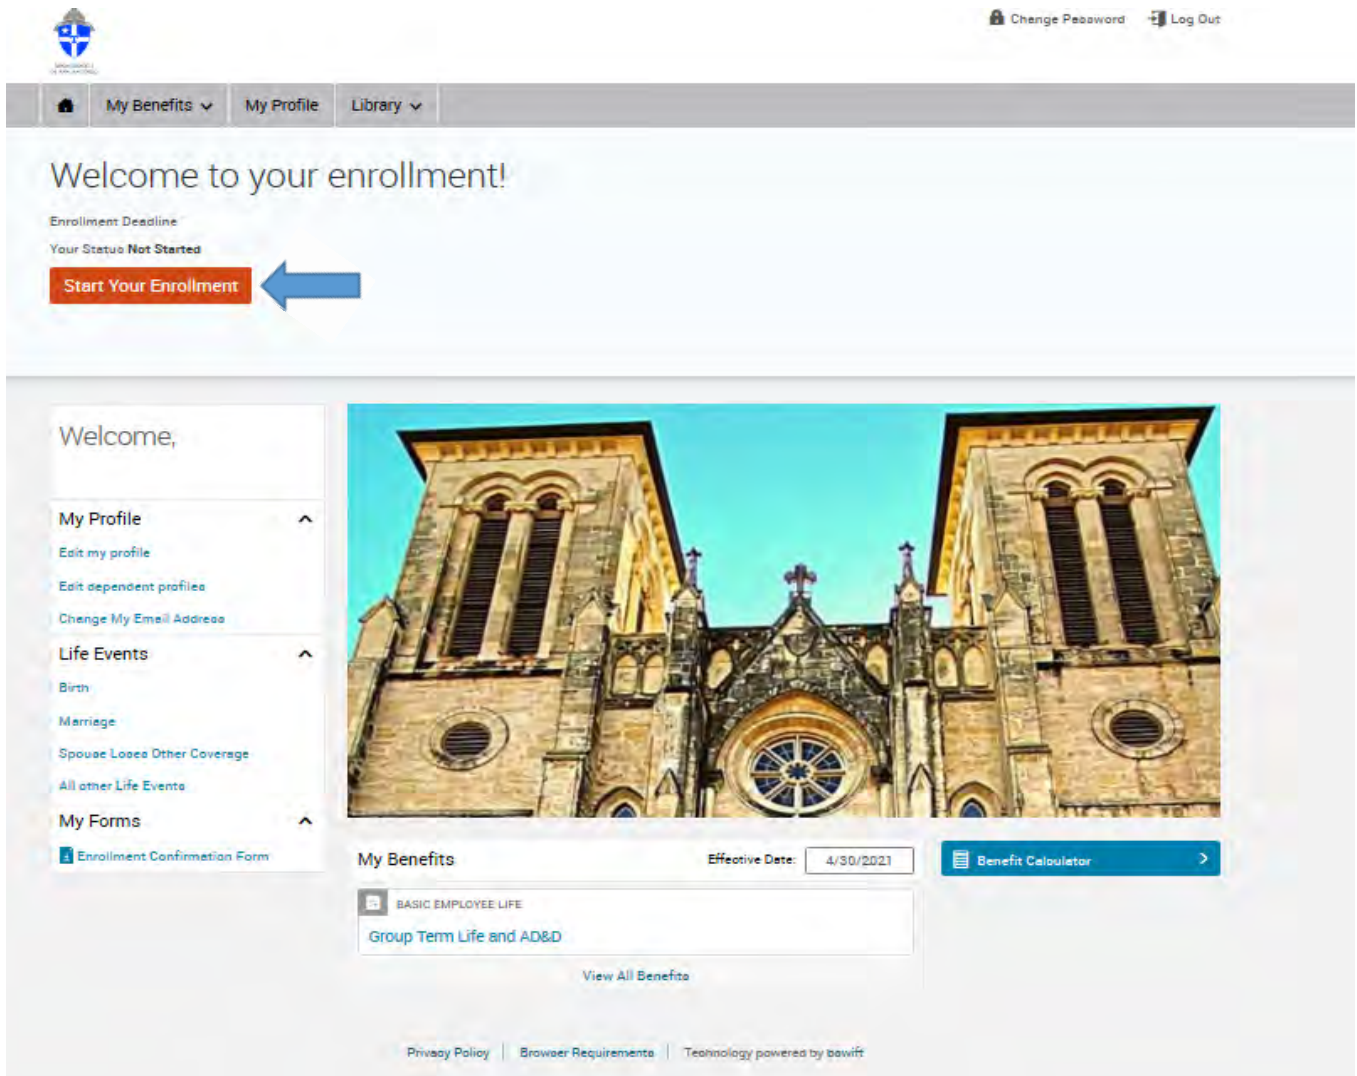 Change Password
Log Out
My Benefits
My Profile
Library
Welcome to your enrollment!
Enrollment Deadline
Your Status Not Started
Start Your Enrollment
Welcome,
My Profile
Edit my profile
Edit dependent profiles
Change My Email Address
Life Events
Birth
Marriage
Spouse Loses Other Coverage
All other Life Events
My Forms
Enrollment Confirmation Form
My Benefits
Effective Date: 4/30/2021
BASIC EMPLOYEE LIFE
Group Term Life and AD&D
View All Benefits
Benefit Calculator
Privacy Policy
Browser Requirements
Technology powered by bswift